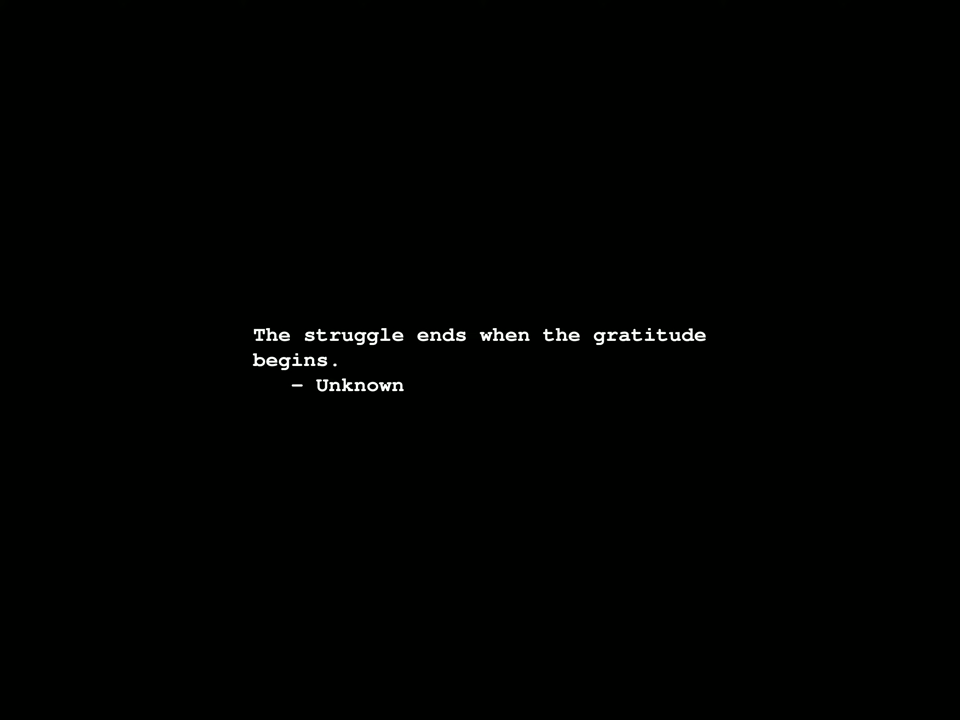 The struggle ends when the gratitude
begins.
– Unknown